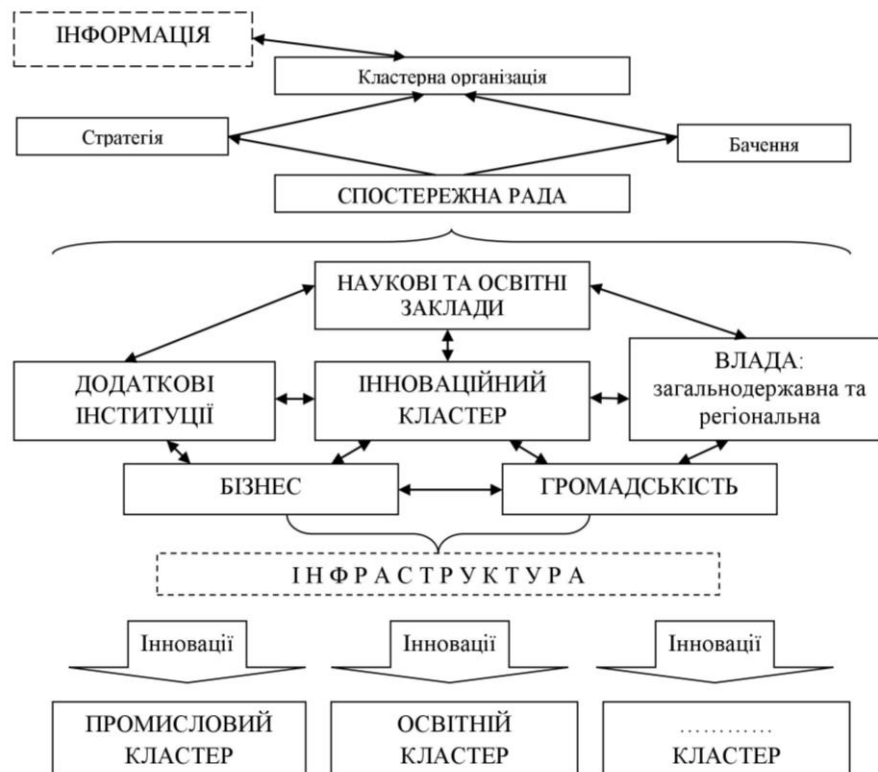 ІНФОРМАЦІЯ
Кластерна організація
Стратегія
Бачення
СПОСТЕРЕЖНА РАДА
НАУКОВІ ТА ОСВІТНІ
ЗАКЛАДИ
ДОДАТКОВІ
ІНСТИТУЦІЇ
ІННОВАЦІЙНИЙ
КЛАСТЕР
ВЛАДА:
загальнодержавна та
регіональна
БІЗНЕС
ГРОМАДСЬКІСТЬ
І Н Ф Р А С Т Р У К Т У Р А
Інновації
Інновації
Інновації
ПРОМИСЛОВИЙ
КЛАСТЕР
ОСВІТНІЙ
КЛАСТЕР
…………
КЛАСТЕР